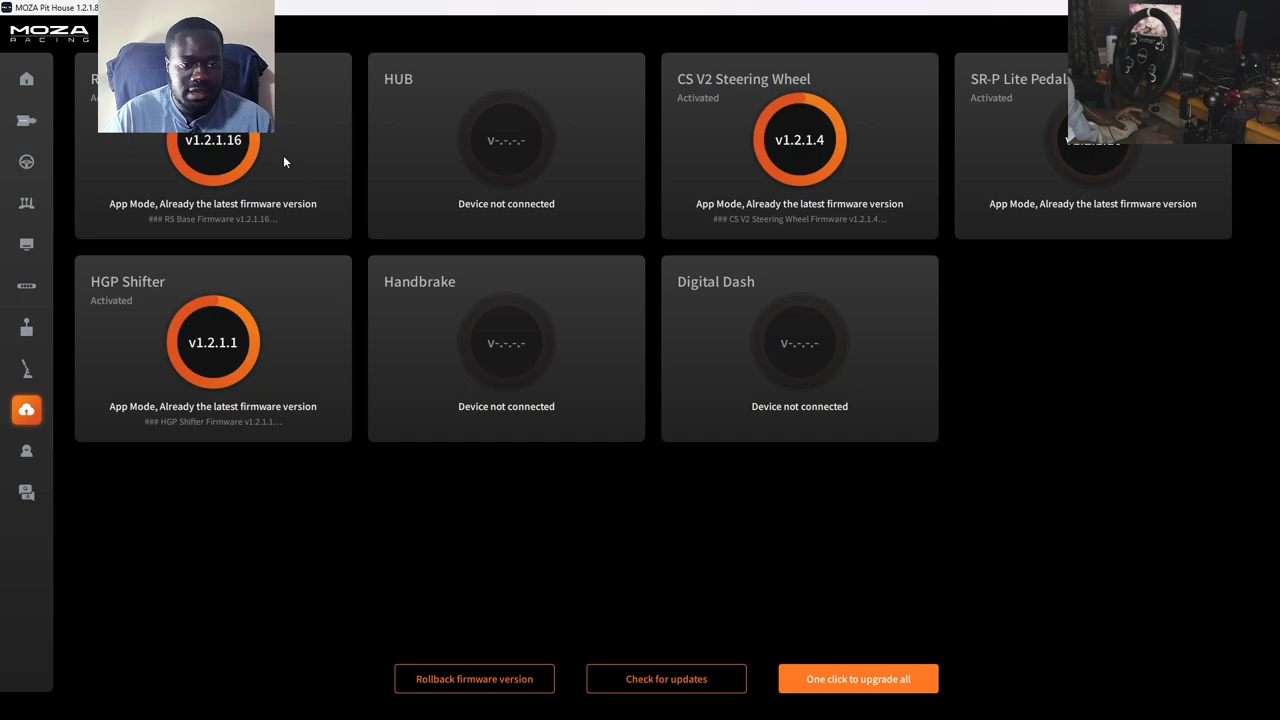 MOZA Pit House 1.2.1.8
MOZA
RACING
HUB
v-.-.-.-
Device not connected
CS V2 Steering Wheel
Activated
v1.2.1.4
App Mode, Already the latest firmware version
### CS V2 Steering Wheel Firmware v1.2.1.4...
SR-P Lite Pedal
Activated
App Mode, Already the latest firmware version
v1.2.1.16
App Mode, Already the latest firmware version
### R5 Base Firmware v1.2.1.16...
HGP Shifter
Activated
v1.2.1.1
App Mode, Already the latest firmware version
### HGP Shifter Firmware v1.2.1.1...
Handbrake
v-.-.-.-
Device not connected
Digital Dash
v-.-.-.-
Device not connected
Rollback firmware version
Check for updates
One click to upgrade all